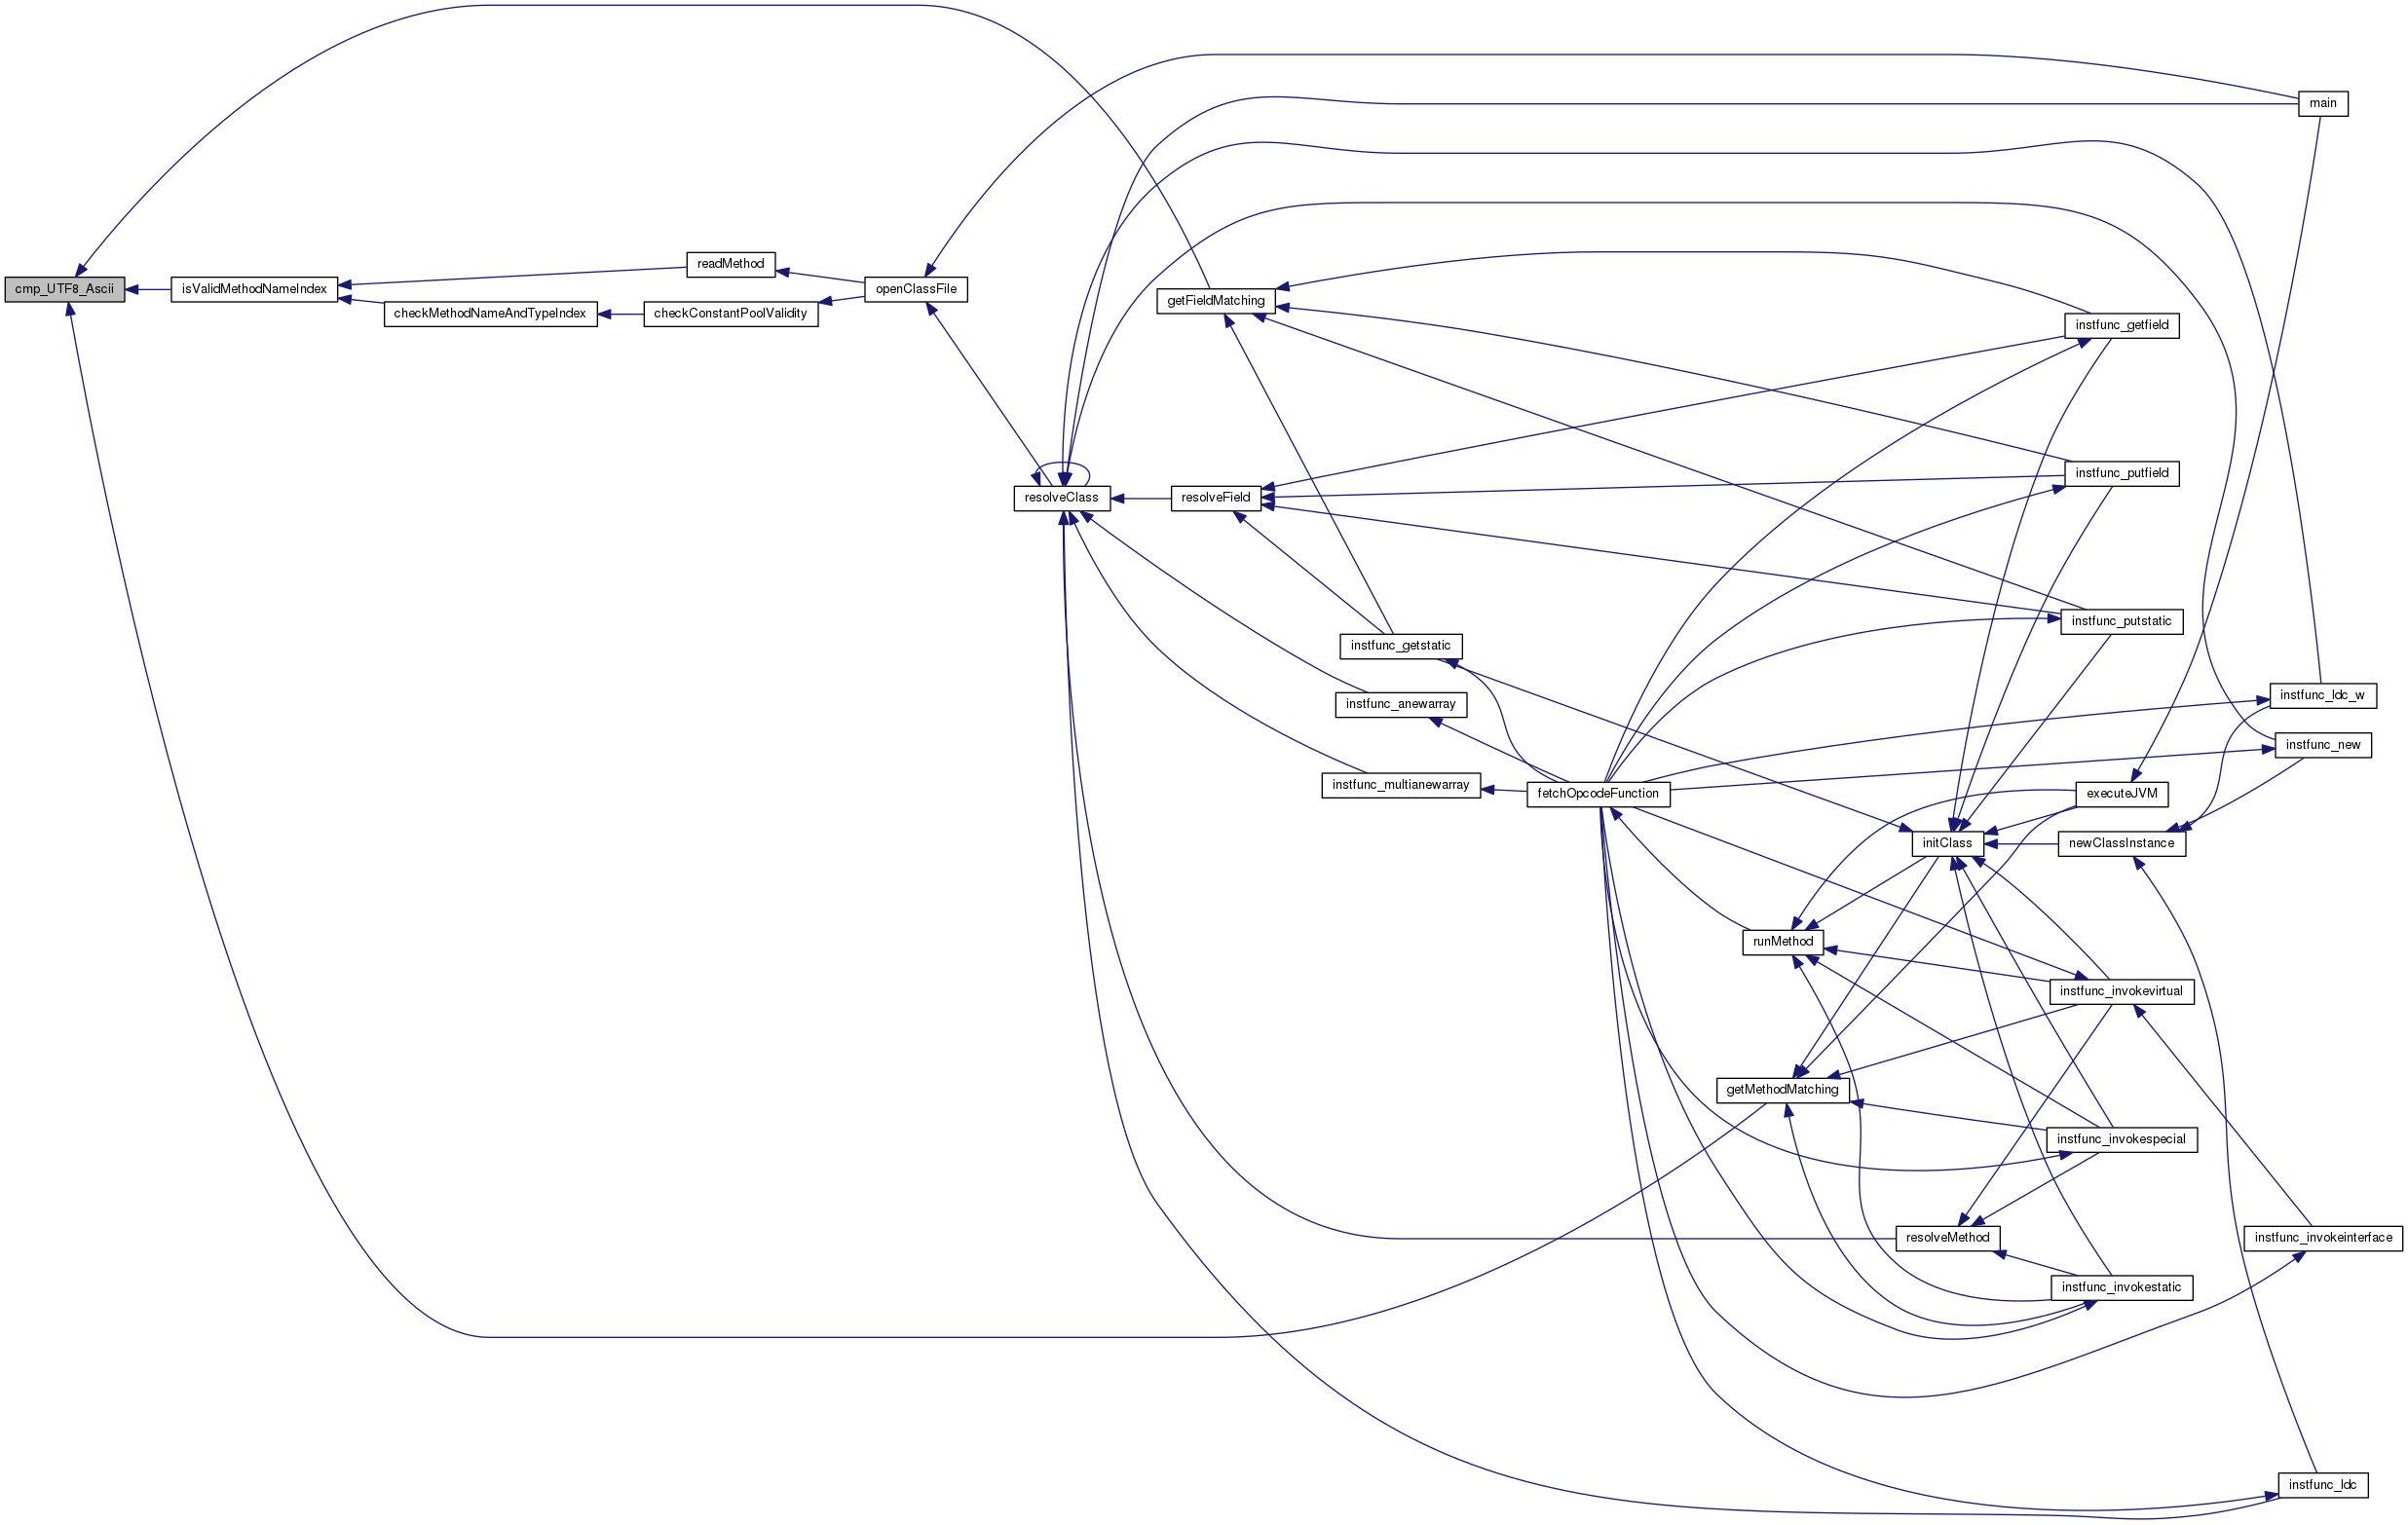 main
readMethod
cmp_UTF8_Ascii
isValidMethodNameIndex
openClassFile
getFieldMatching
checkMethodNameAndTypeIndex
checkConstantPoolValidity
instfunc_getfield
instfunc_putfield
resolveClass
resolveField
instfunc_putstatic
instfunc_getstatic
instfunc_ldc_w
instfunc_anewarray
instfunc_new
instfunc_multianewarray
fetchOpcodeFunction
executeJVM
initClass
newClassInstance
runMethod
instfunc_invokevirtual
getMethodMatching
instfunc_invokespecial
resolveMethod
instfunc_invokeinterface
instfunc_invokestatic
instfunc_ldc